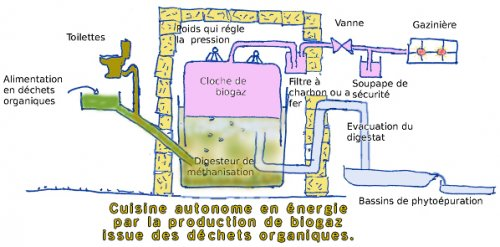 Poids qui régle
la pression
Vanne
Gazinière
Toilettes
Alimentation
en déchets
organiques
Cloche de
biogaz
Filtre à
charbon ou a
fer
Soupape de
sécurité
Evacuation du
digestat
Digesteur de
méthanisation
Bassins de phytoépuration
Cuisine autonome en énergie
par la production de biogaz
issue des déchets organiques.